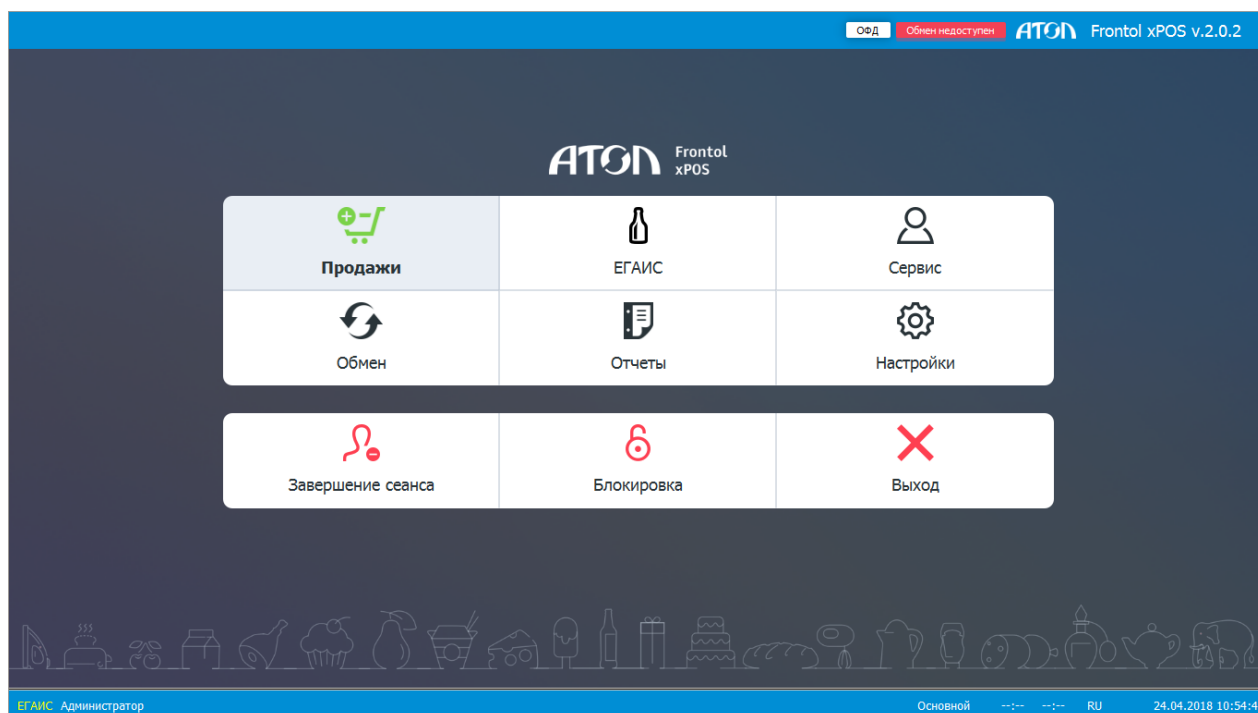 ОФД Обмен недоступен АТОЛ Frontol xPOS v.2.0.2
АТОЛ Frontol
xPOS
Продажи ЕГАИС Сервис
Обмен Отчеты Настройки
Завершение сеанса Блокировка Выход
ЕГАИС Администратор Основной --:-- --:-- RU 24.04.2018 10:54:4